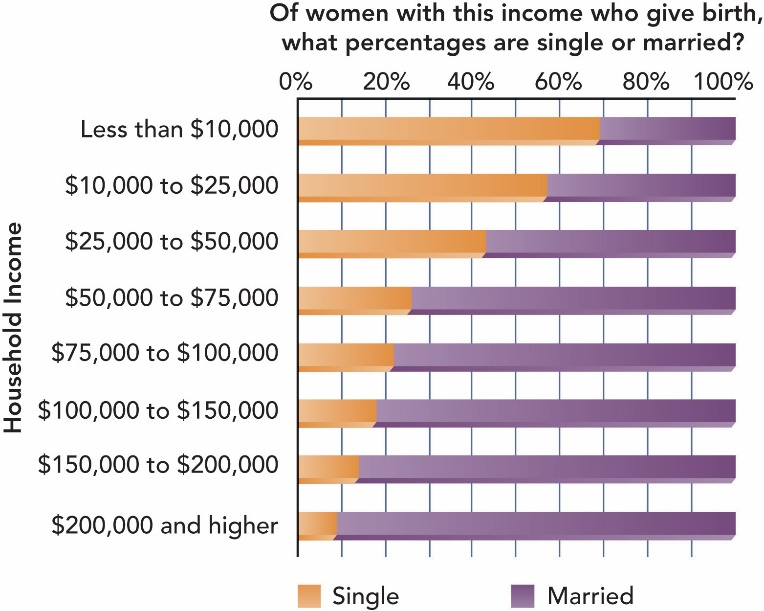 Of women with this income who give birth,
what percentages are single or married?
0% 20% 40% 60% 80% 100%
Household Income
Less than $10,000
$10,000 to $25,000
$25,000 to $50,000
$50,000 to $75,000
$75,000 to $100,000
$100,000 to $150,000
$150,000 to $200,000
$200,000 and higher
Single Married